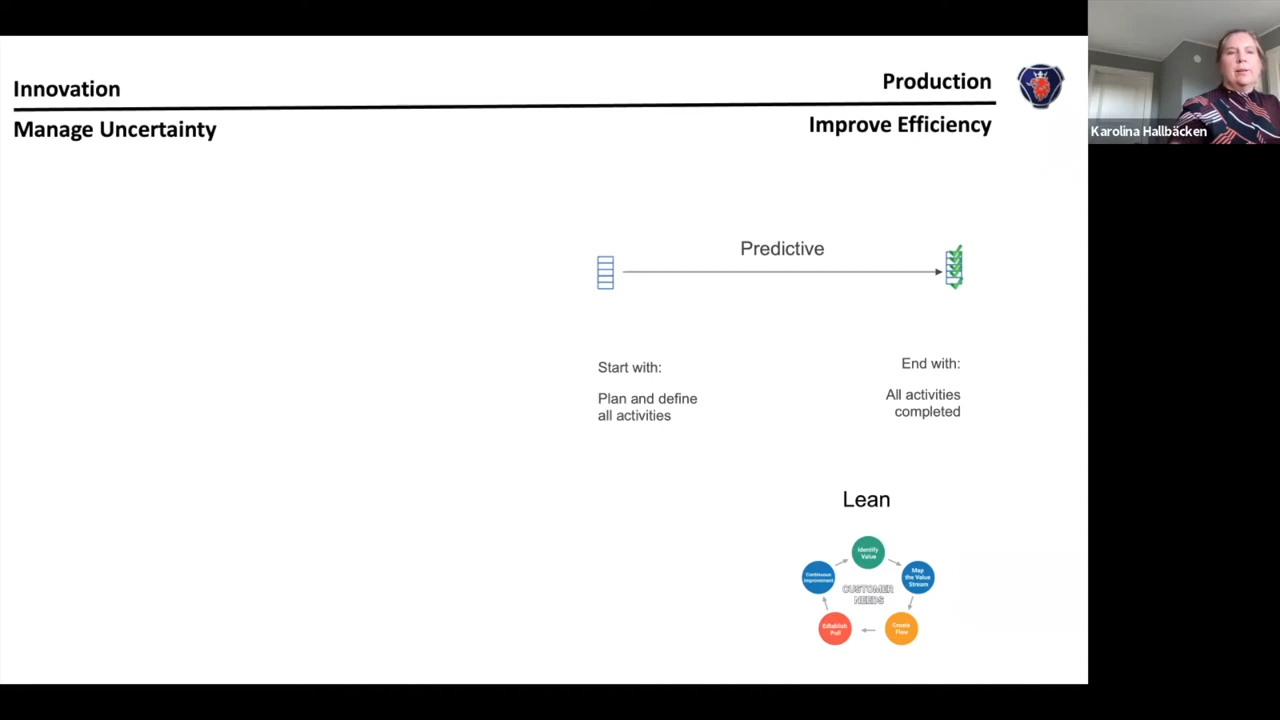 Innovation
Production
Manage Uncertainty
Improve Efficiency
Karolina Hallbäcken
Predictive
Start with:
End with:
Plan and define
all activities
All activities
completed
Lean
Identify
Value
Continuous
Improvement
Map
the Value
Stream
CUSTOMER
NEEDS
Establish
Pull
Create
Flow